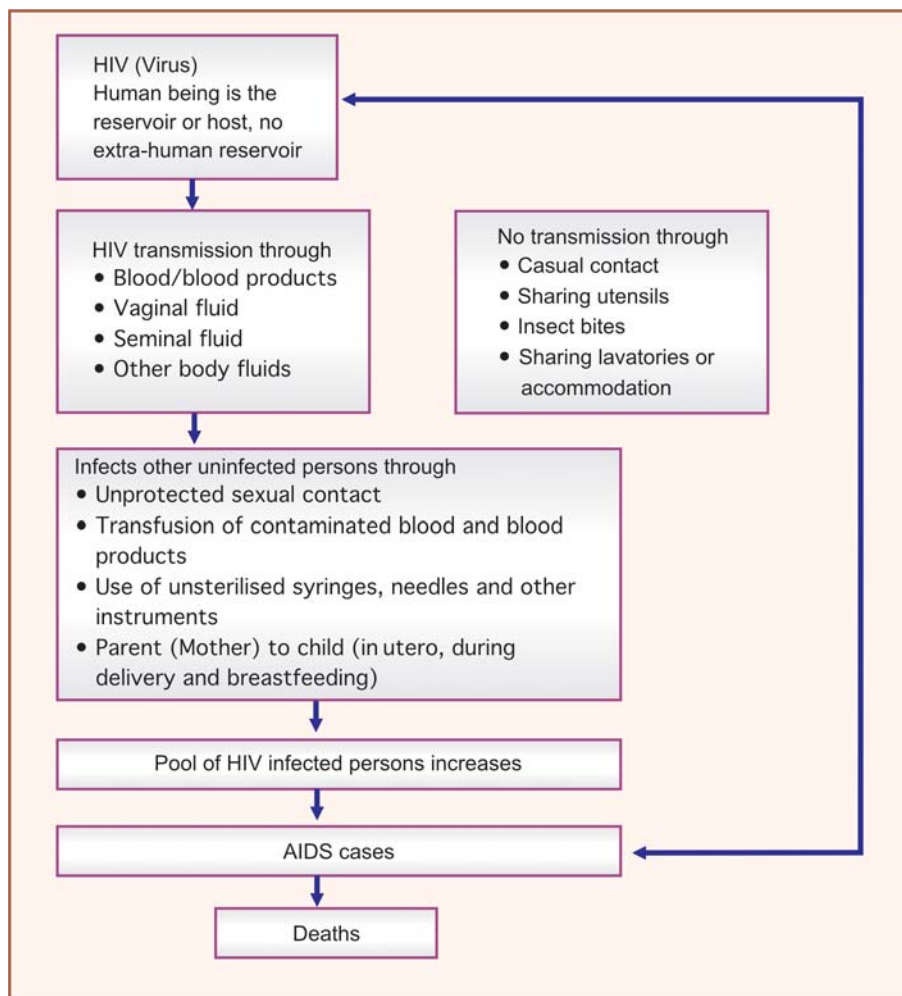 HIV (Virus)
Human being is the
reservoir or host, no
extra-human reservoir
HIV transmission through
• Blood/blood products
• Vaginal fluid
• Seminal fluid
• Other body fluids
No transmission through
• Casual contact
• Sharing utensils
• Insect bites
• Sharing lavatories or
accommodation
Infects other uninfected persons through
• Unprotected sexual contact
• Transfusion of contaminated blood and blood
products
• Use of unsterilised syringes, needles and other
instruments
• Parent (Mother) to child (in utero, during
delivery and breastfeeding)
Pool of HIV infected persons increases
AIDS cases
Deaths